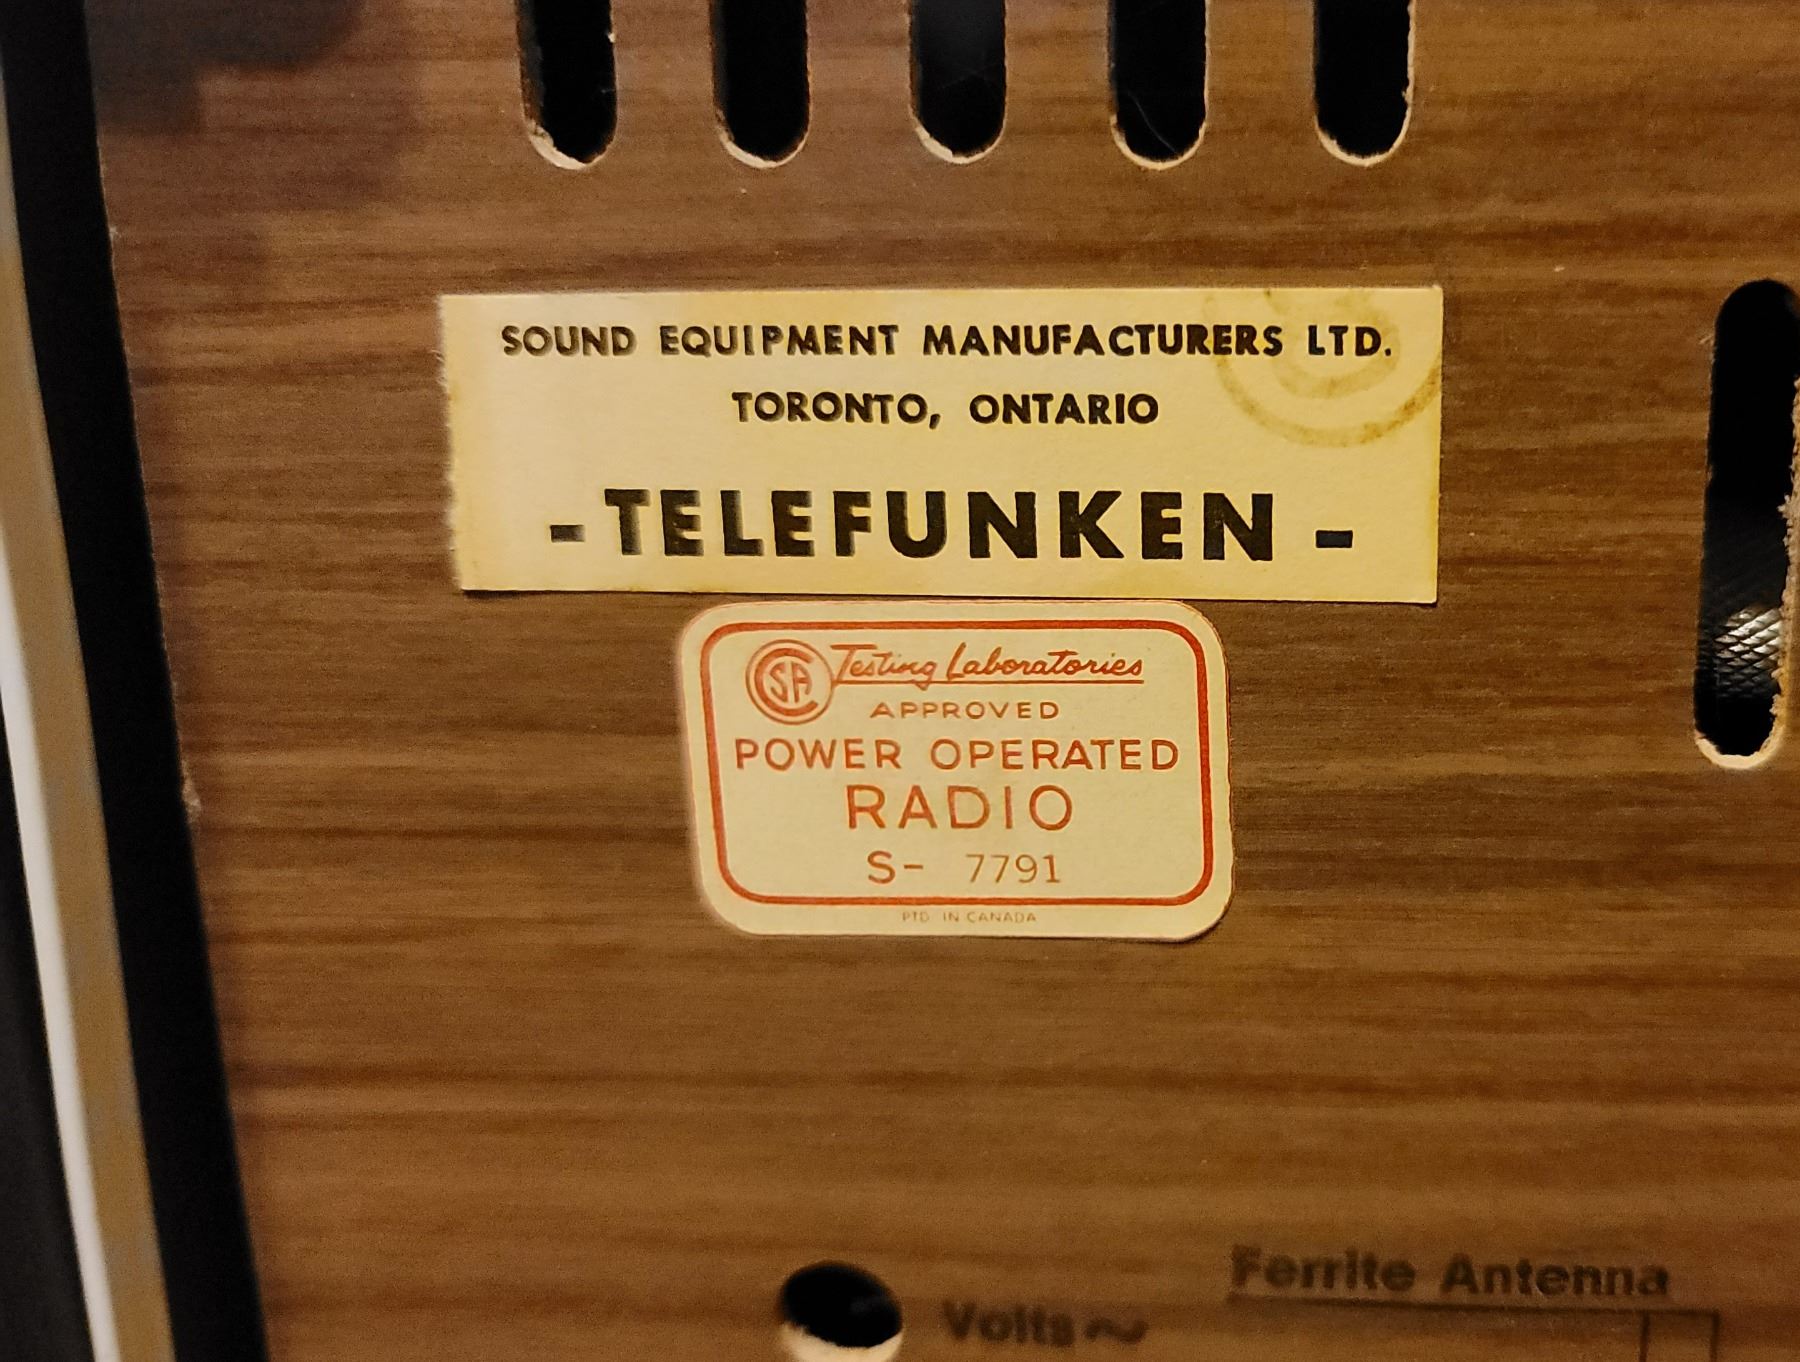 SOUND EQUIPMENT MANUFACTURERS LTD.
TORONTO, ONTARIO
- TELEFUNKEN -
CSA Testing Laboratories
APPROVED
POWER OPERATED
RADIO
S- 7791
PTD. IN CANADA
Ferrite Antenna
Volts ~